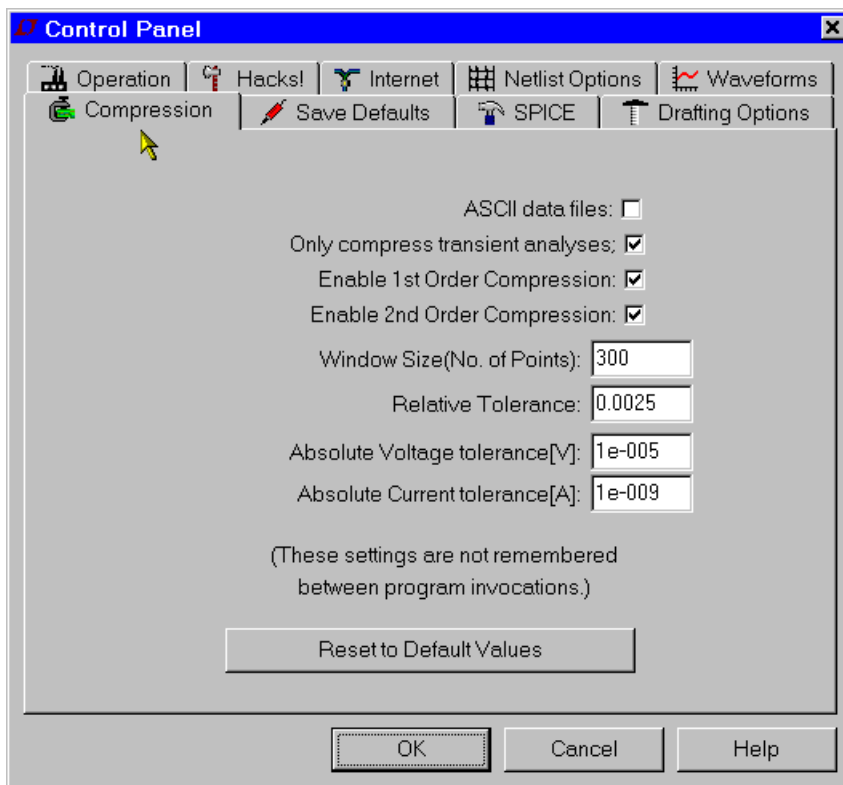 Control Panel
Operation Hacks! Internet Netlist Options Waveforms
Compression Save Defaults SPICE Drafting Options
ASCII data files:
Only compress transient analyses;
Enable 1st Order Compression:
Enable 2nd Order Compression:
Window Size(No. of Points): 300
Relative Tolerance: 0.0025
Absolute Voltage tolerance[V]: 1e-005
Absolute Current tolerance[A]: 1e-009
(These settings are not remembered
between program invocations.)
Reset to Default Values
OK Cancel Help